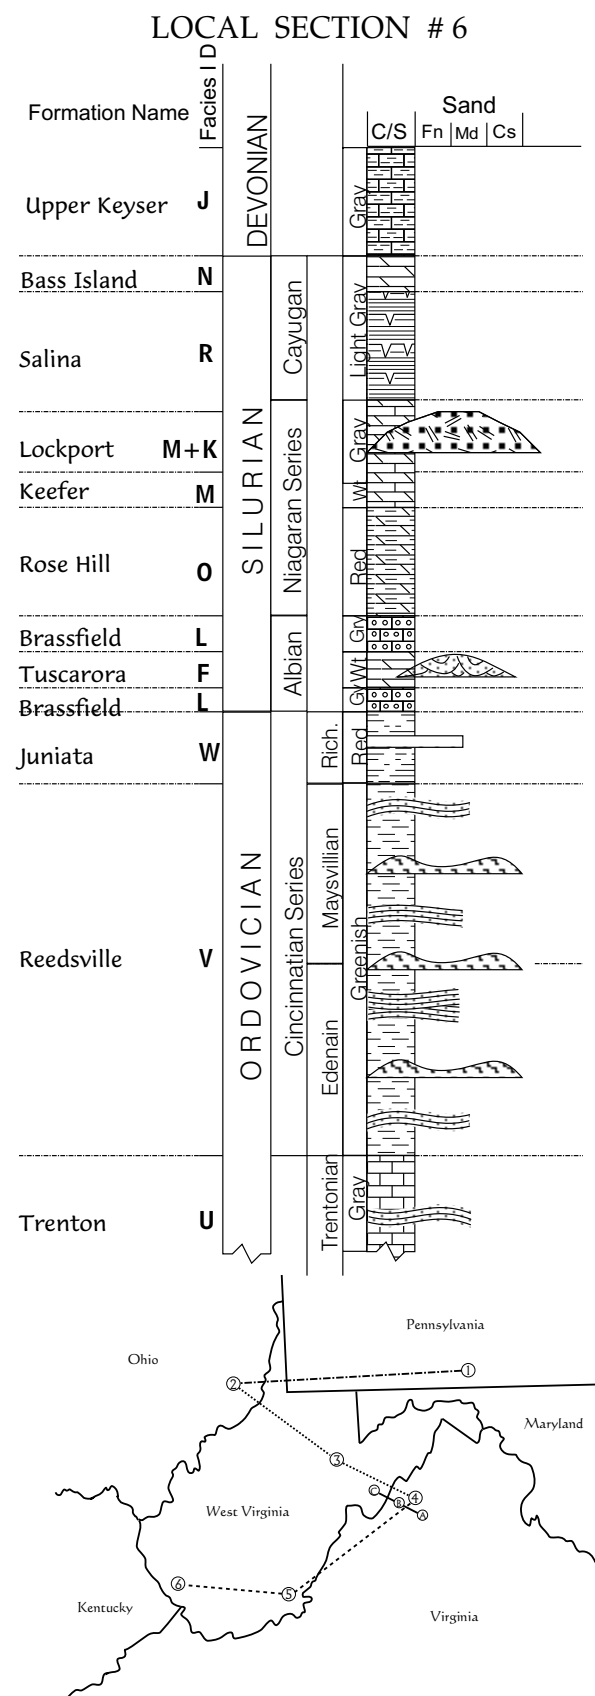 LOCAL SECTION # 6
Formation Name
Facies I D
DEVONIAN
C/S
Sand
Fn Md Cs
Upper Keyser J
Gray
Bass Island N
Salina R
SILURIAN
Cayugan
Light Gray
Lockport M+K
Niagaran Series
Gray
Keefer M
Wt
Rose Hill O
Red
Brassfield L
Albian
Gry
Tuscarora F
Wt
Brassfield L
Gy
Juniata W
Rich.
Red
ORDOVICIAN
Cincinnatian Series
Maysvillian
Reedsville V
Greenish
Edenain
Trenton U
Trentonian
Gray
Pennsylvania
Ohio
1
2
Maryland
3
C
4
B
West Virginia
A
6
5
Kentucky
Virginia